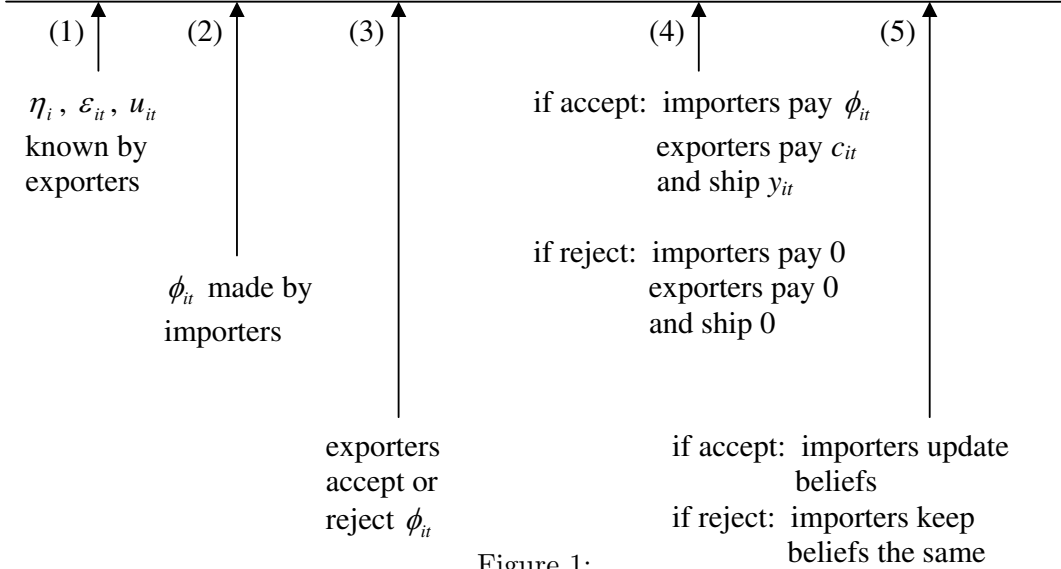 (1)
(2)
(3)
(4)
(5)
η_i , ε_it, u_it
known by
exporters
ϕ_it made by
importers
exporters
accept or
reject ϕ_it
if accept: importers pay ϕ_it
exporters pay c_it
and ship y_it
if reject: importers pay 0
exporters pay 0
and ship 0
if accept: importers update
beliefs
if reject: importers keep
beliefs the same
Figure 1: